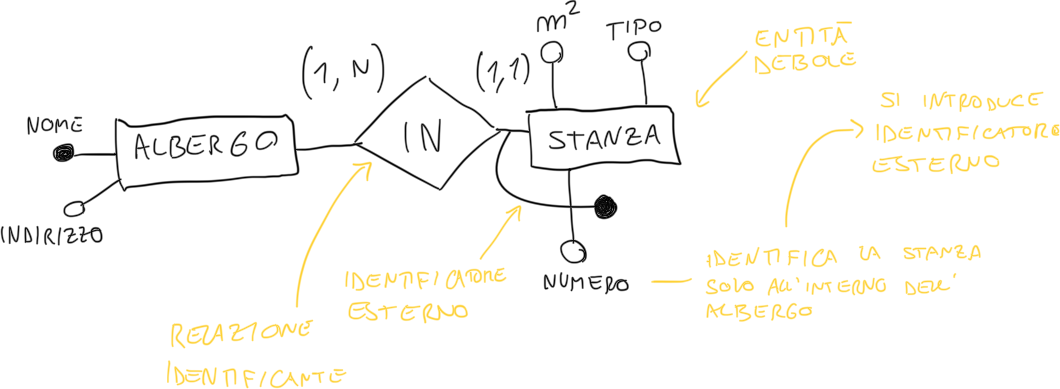 m²
TIPO
ENTITÀ
DEBOLE
(1, N)
(1,1)
SI INTRODUCE
IDENTIFICATORE
ESTERNO
NOME
ALBERGO
IN
STANZA
INDIRIZZO
NUMERO
IDENTIFICA LA STANZA
SOLO ALL'INTERNO DELL'
ALBERGO
IDENTIFICATORE
ESTERNO
RELAZIONE
IDENTIFICANTE